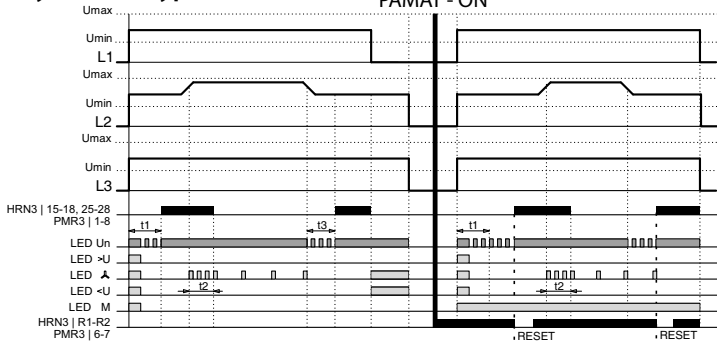 PAMAŤ - ON
Umax
Umin
L1
Umax
Umin
L2
Umax
Umin
L3
HRN3 | 15-18, 25-28
PMR3 | 1-8
t1
t3
t1
LED Un
LED >U
LED
LED <U
t2
t2
LED M
HRN3 | R1-R2
PMR3 | 6-7
RESET
RESET